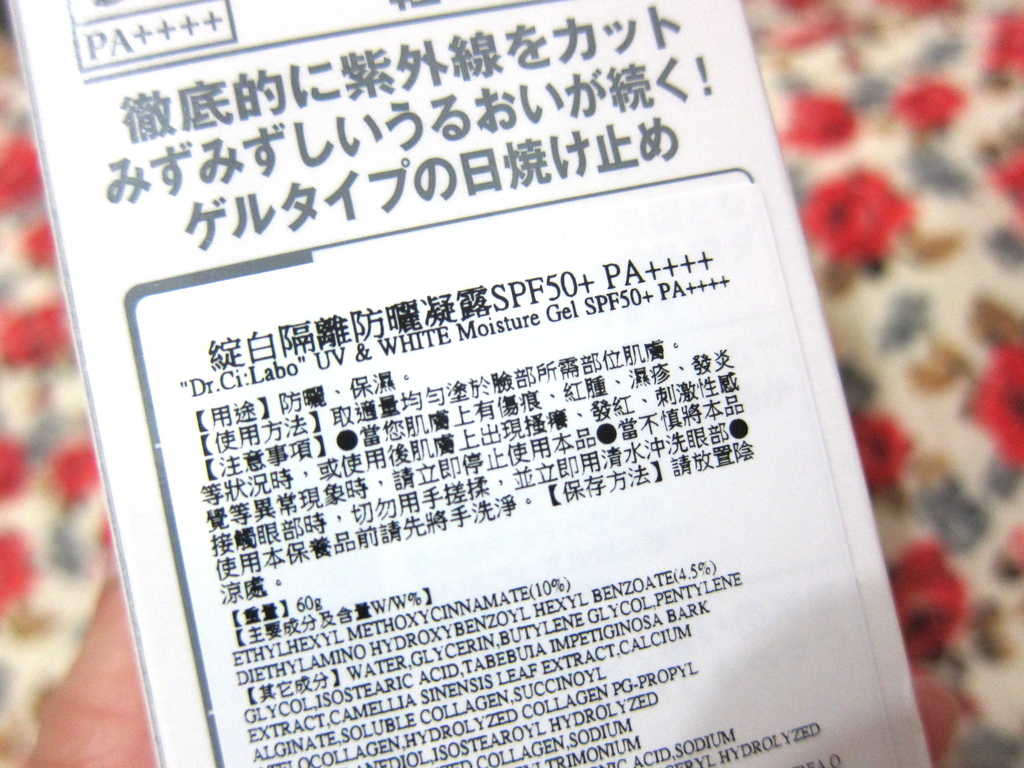 PA++++
徹底的に紫外線をカット
みずみずしいうるおいが続く!
ゲルタイプの日焼け止め
綻白隔離防曬凝露SPF50+ PA++++
"Dr.Ci:Labo" UV & WHITE Moisture Gel SPF50+ PA++++
【用途】防曬、保濕。
【使用方法】取適量均勻塗於臉部所需部位肌膚。
【注意事項】●當您肌膚上有傷痕、紅腫、濕疹、發炎
等狀況時，或使用後肌膚上出現搔癢、發紅、刺激性感
覺等異常現象時，請立即停止使用本品●當不慎將本品
接觸眼部時，切勿用手搓揉，並立即用清水沖洗眼部●
使用本保養品前請先將手洗淨。【保存方法】請放置陰
涼處。
【重量】60g
【主要成分及含量W/W%】
ETHYLHEXYL METHOXYCINNAMATE(10%)
DIETHYLAMINO HYDROXYBENZOYL HEXYL BENZOATE(4.5%)
【其它成分】WATER,GLYCERIN,BUTYLENE GLYCOL,PENTYLENE
GLYCOL,ISOSTEARIC ACID,TABEBUIA IMPETIGINOSA BARK
EXTRACT,CAMELLIA SINENSIS LEAF EXTRACT,CALCIUM
ALGINATE,SOLUBLE COLLAGEN,SUCCINOYL
ATELOCOLLAGEN,HYDROLYZED COLLAGEN PG-PROPYL
ISOSTEAROYL HYDROLYZED
COLLAGEN,SODIUM
ACID,SODIUM
HYDROLYZED